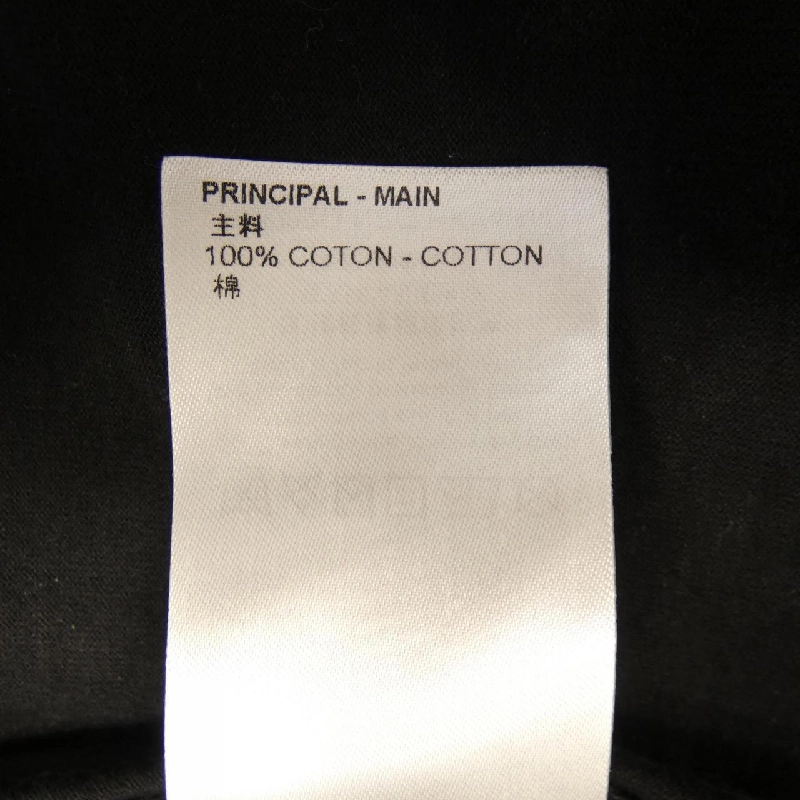 PRINCIPAL - MAIN
主料
100% COTON - COTTON
棉